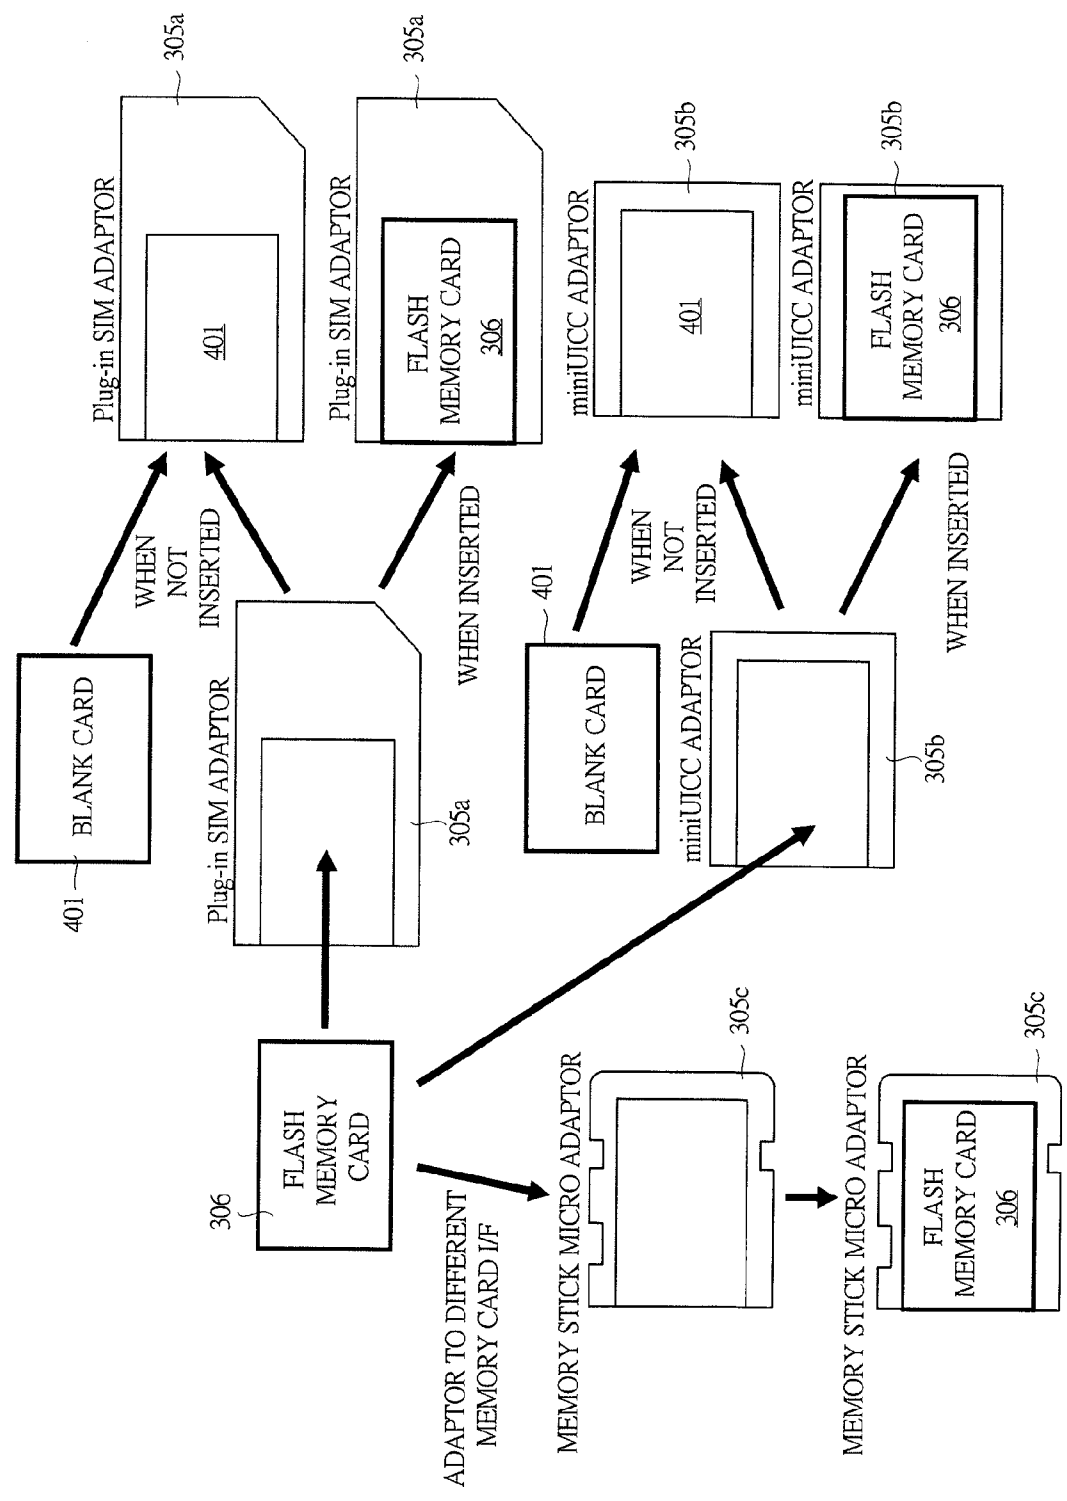 401
BLANK CARD
WHEN
NOT
INSERTED
Plug-in SIM ADAPTOR
401
305a
306
FLASH
MEMORY
CARD
Plug-in SIM ADAPTOR
305a
WHEN INSERTED
Plug-in SIM ADAPTOR
FLASH
MEMORY CARD
306
305a
BLANK CARD
401
WHEN
NOT
INSERTED
miniUICC ADAPTOR
401
305b
miniUICC ADAPTOR
305b
WHEN INSERTED
miniUICC ADAPTOR
FLASH
MEMORY CARD
306
305b
ADAPTOR TO DIFFERENT
MEMORY CARD I/F
MEMORY STICK MICRO ADAPTOR
305c
MEMORY STICK MICRO ADAPTOR
FLASH
MEMORY CARD
306
305c